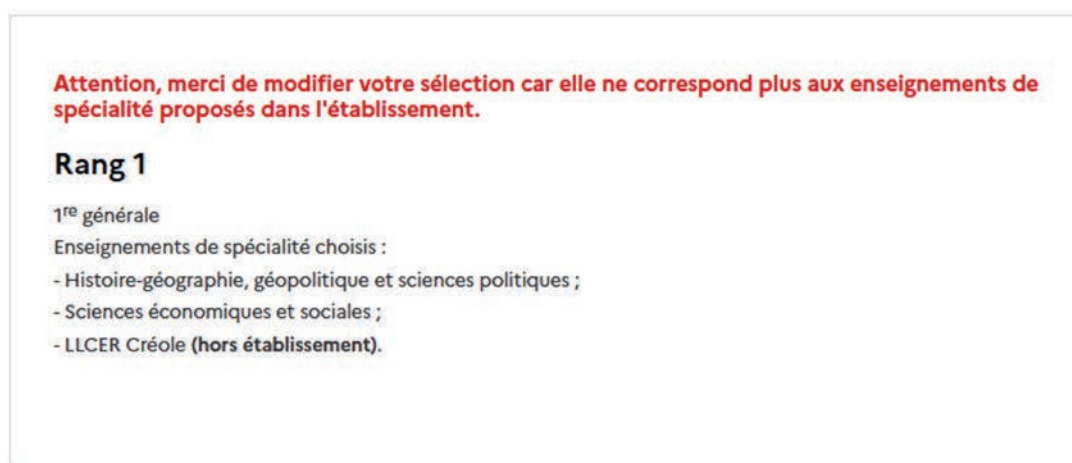 Attention, merci de modifier votre sélection car elle ne correspond plus aux enseignements de
spécialité proposés dans l'établissement.
Rang 1
1re générale
Enseignements de spécialité choisis :
- Histoire-géographie, géopolitique et sciences politiques ;
- Sciences économiques et sociales ;
- LLCER Créole (hors établissement).